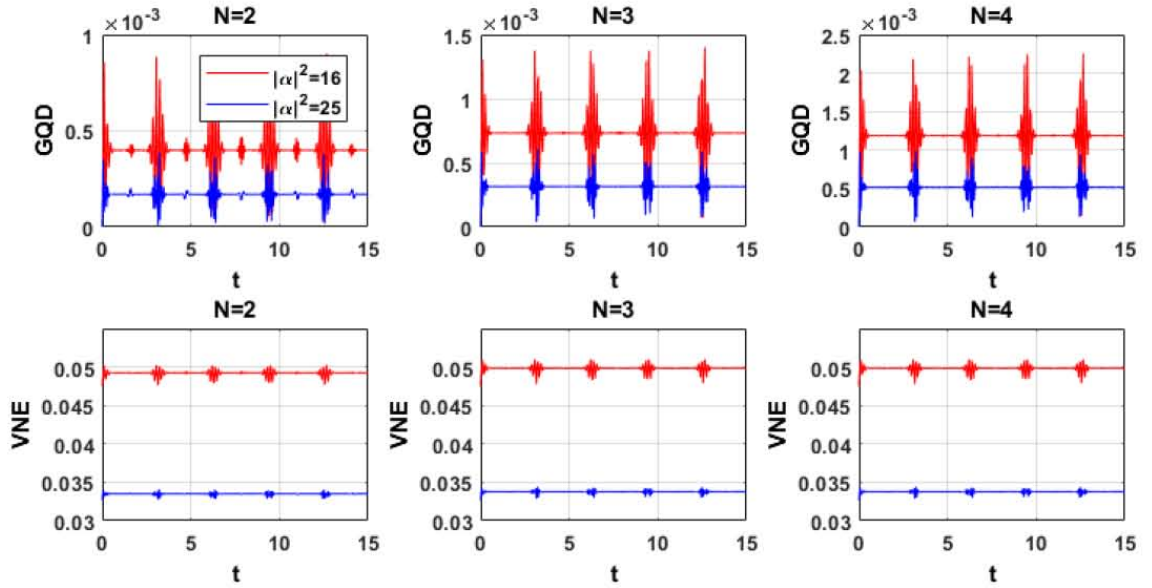 ×10⁻³ N=2
1
0.5
0
GQD
|α|²=16
|α|²=25
0 5 10 15
t
×10⁻³ N=3
1.5
1
0.5
0
GQD
0 5 10 15
t
×10⁻³ N=4
2.5
2
1.5
1
0.5
0
GQD
0 5 10 15
t
N=2
0.05
0.045
0.04
0.035
0.03
VNE
0 5 10 15
t
N=3
0.05
0.045
0.04
0.035
0.03
VNE
0 5 10 15
t
N=4
0.05
0.045
0.04
0.035
0.03
VNE
0 5 10 15
t